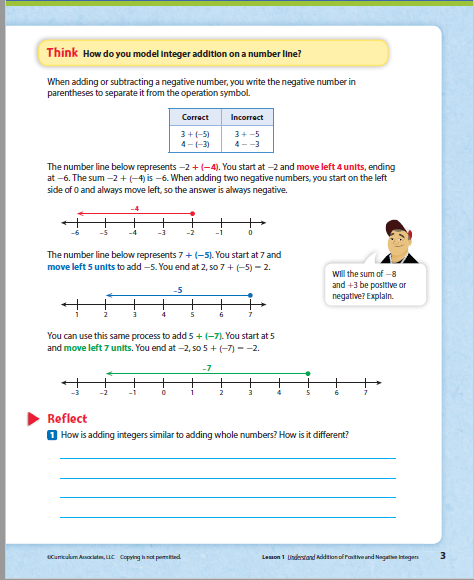 Think How do you model integer addition on a number line?
When adding or subtracting a negative number, you write the negative number in
parentheses to separate it from the operation symbol.
Correct Incorrect
3 + (–5) 3 + –5
4 – (–3) 4 – –3
The number line below represents –2 + (–4). You start at –2 and move left 4 units, ending
at –6. The sum –2 + (–4) is –6. When adding two negative numbers, you start on the left
side of 0 and always move left, so the answer is always negative.
–4
–6 –5 –4 –3 –2 –1 0
The number line below represents 7 + (–5). You start at 7 and
move left 5 units to add –5. You end at 2, so 7 + (–5) = 2.
Will the sum of –8
and +3 be positive or
negative? Explain.
–5
1 2 3 4 5 6 7
You can use this same process to add 5 + (–7). You start at 5
and move left 7 units. You end at –2, so 5 + (–7) = –2.
–7
–3 –2 –1 0 1 2 3 4 5 6 7
Reflect
1 How is adding integers similar to adding whole numbers? How is it different?
©Curriculum Associates, LLC Copying is not permitted.
Lesson 1 Understand Addition of Positive and Negative Integers 3